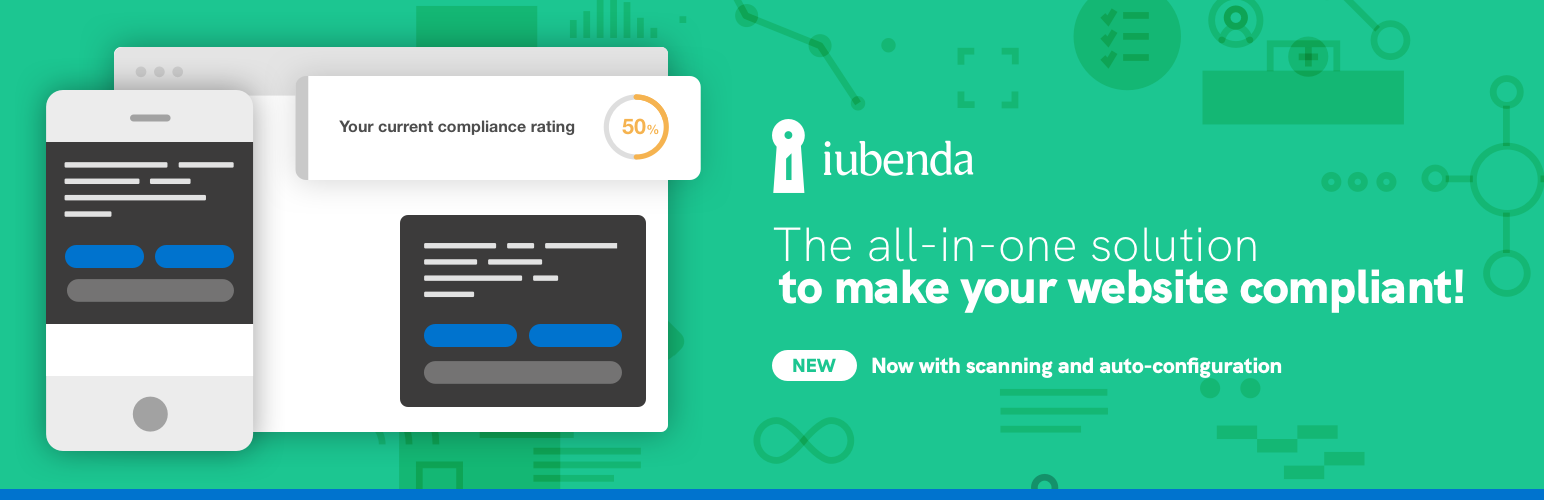 Your current compliance rating
50%
iubenda
The all-in-one solution
to make your website compliant!
NEW
Now with scanning and auto-configuration